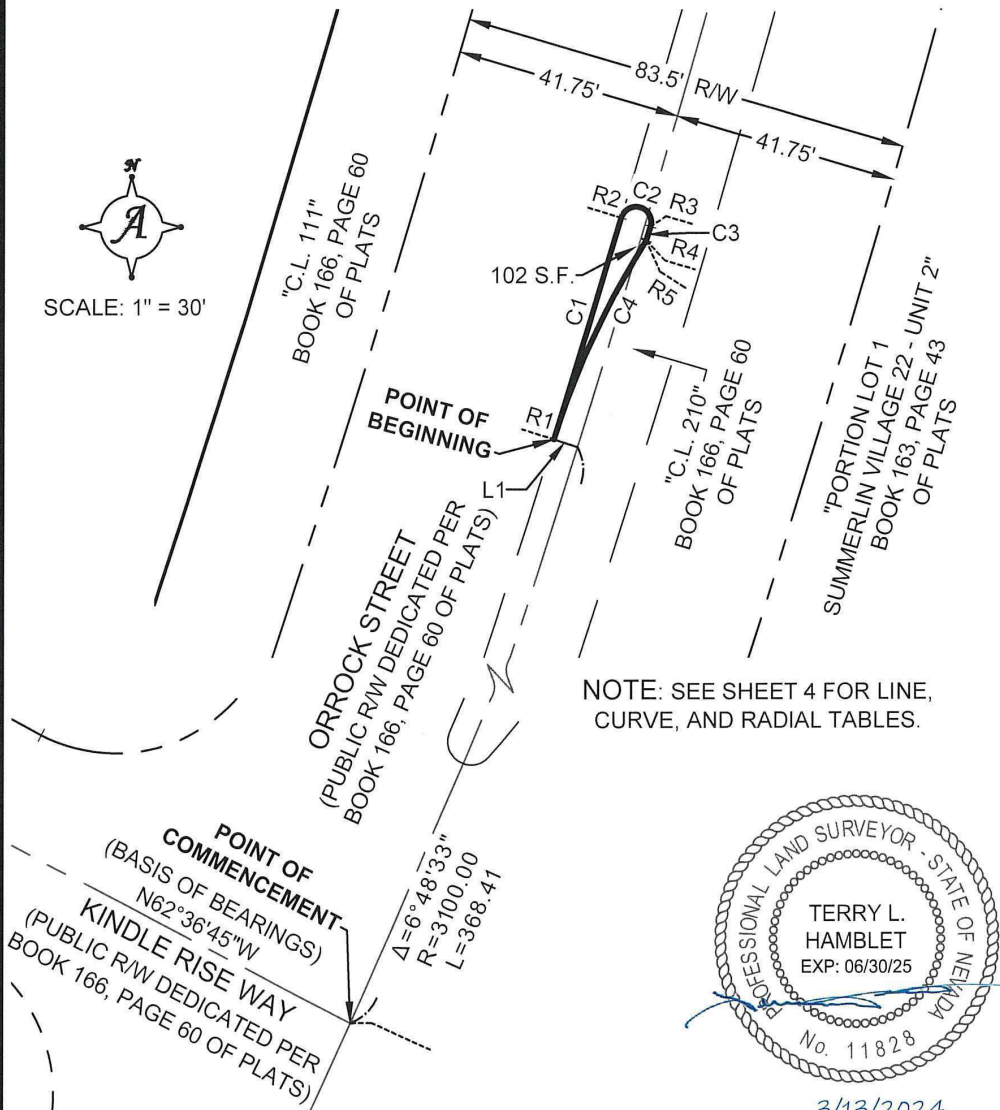 83.5' R/W
41.75'
41.75'
N
A
SCALE: 1" = 30'
"C.L. 111"
BOOK 166, PAGE 60
OF PLATS
R2
C2
R3
C3
R4
R5
102 S.F.
C1
C4
R1
L1
POINT OF
BEGINNING
"C.L. 210"
BOOK 166, PAGE 60
OF PLATS
"PORTION LOT 1
SUMMERLIN VILLAGE 22 - UNIT 2"
BOOK 163, PAGE 43
OF PLATS
ORROCK STREET
(PUBLIC R/W DEDICATED PER
BOOK 166, PAGE 60 OF PLATS)
NOTE: SEE SHEET 4 FOR LINE,
CURVE, AND RADIAL TABLES.
Δ=6°48'33"
R=3100.00
L=368.41
POINT OF
COMMENCEMENT
(BASIS OF BEARINGS)
N62°36'45"W
KINDLE RISE WAY
(PUBLIC R/W DEDICATED PER
BOOK 166, PAGE 60 OF PLATS)
PROFESSIONAL LAND SURVEYOR - STATE OF NEVADA
TERRY L.
HAMBLET
EXP: 06/30/25
No. 11828
3/13/2024